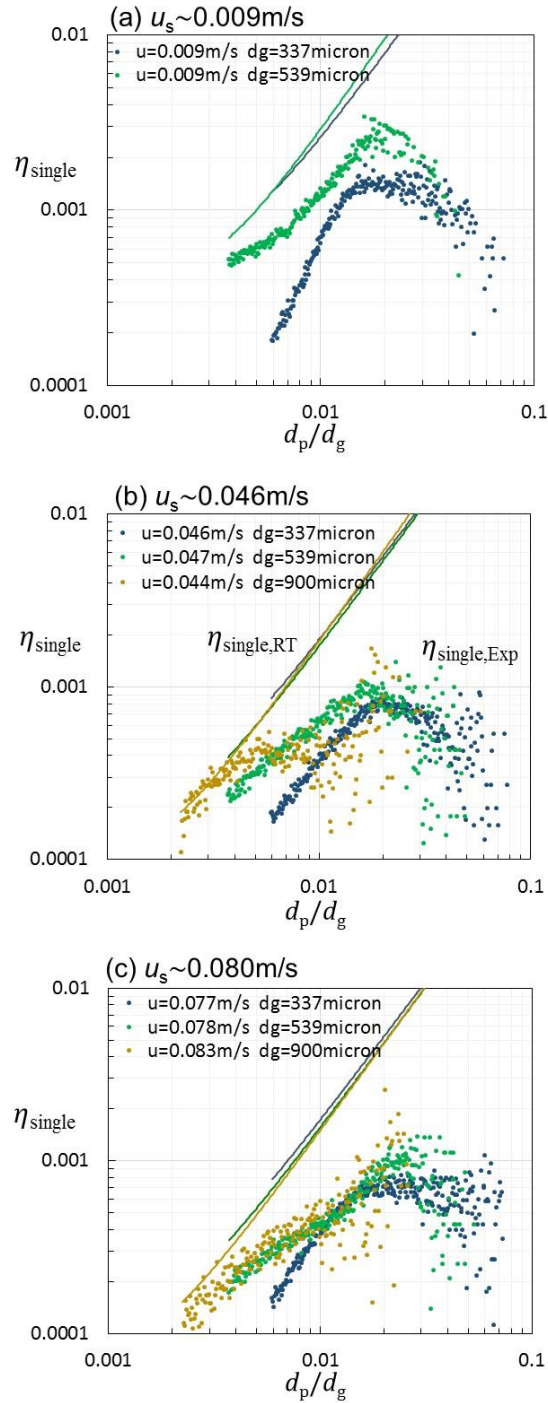 (a) uₛ~0.009m/s
0.01
u=0.009m/s dg=337micron
u=0.009m/s dg=539micron
η_single
0.001
0.0001
0.001 0.01 0.1
d_p/d_g
(b) uₛ~0.046m/s
0.01
u=0.046m/s dg=337micron
u=0.047m/s dg=539micron
u=0.044m/s dg=900micron
η_single
η_single,RT
η_single,Exp
0.001
0.0001
0.001 0.01 0.1
d_p/d_g
(c) uₛ~0.080m/s
0.01
u=0.077m/s dg=337micron
u=0.078m/s dg=539micron
u=0.083m/s dg=900micron
η_single
0.001
0.0001
0.001 0.01 0.1
d_p/d_g